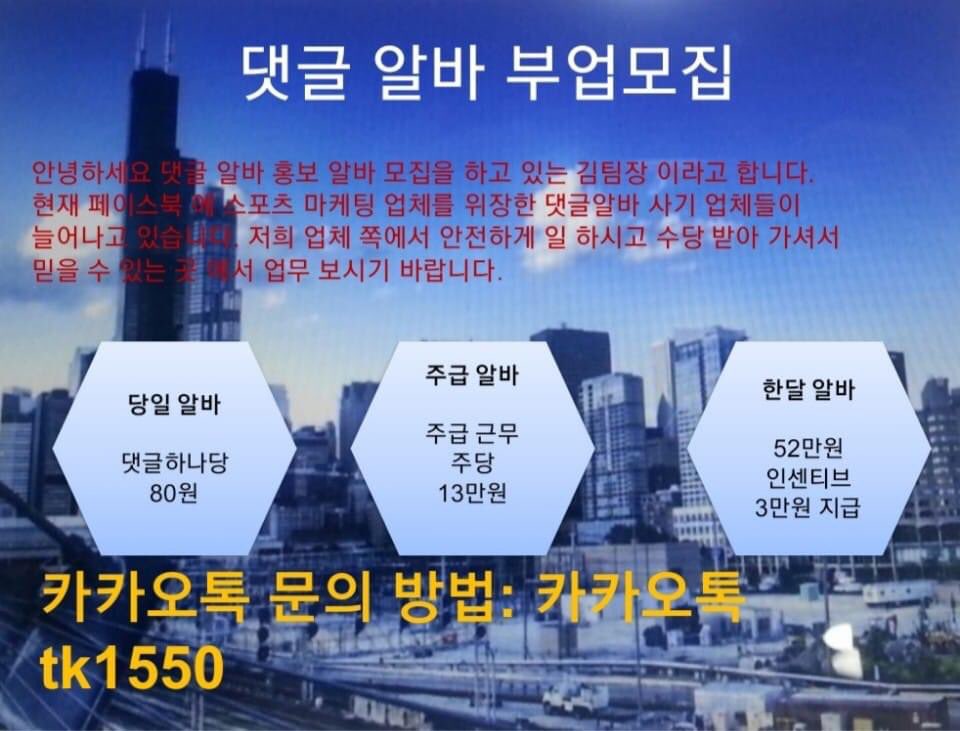 댓글 알바 부업모집
안녕하세요 댓글 알바 홍보 알바 모집을 하고 있는 김팀장 이라고 합니다.
현재 페이스북 에 스포츠 마케팅 업체를 위장한 댓글알바 사기 업체들이
늘어나고 있습니다. 저희 업체 쪽에서 안전하게 일 하시고 수당 받아 가셔서
믿을 수 있는 곳 에서 업무 보시기 바랍니다.
당일 알바
댓글하나당
80원
주급 알바
주급 근무
주당
13만원
한달 알바
52만원
인센티브
3만원 지급
카카오톡 문의 방법: 카카오톡
tk1550